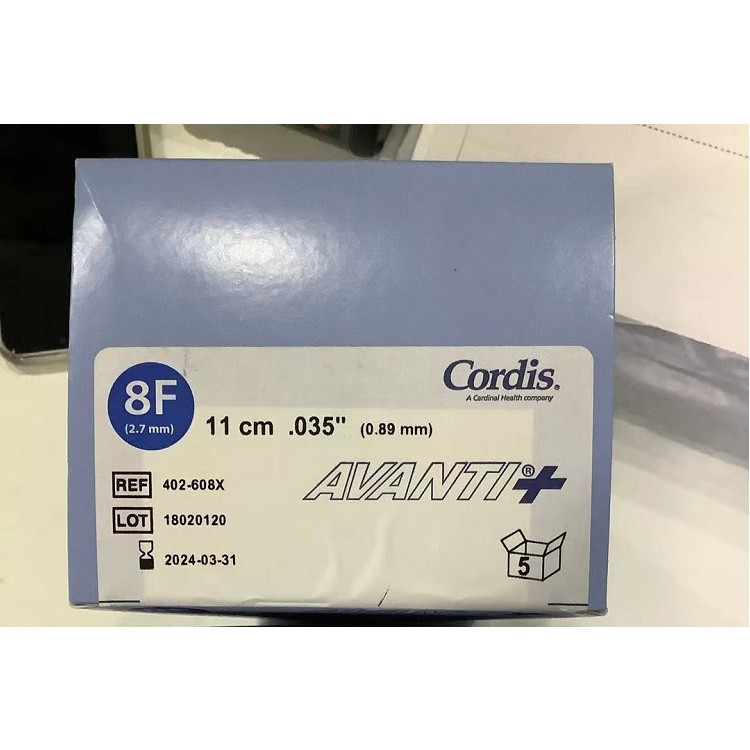 Cordis®
A Cardinal Health company
8F
(2.7 mm)
11 cm .035" (0.89 mm)
AVANTI®+
REF 402-608X
LOT 18020120
2024-03-31
5